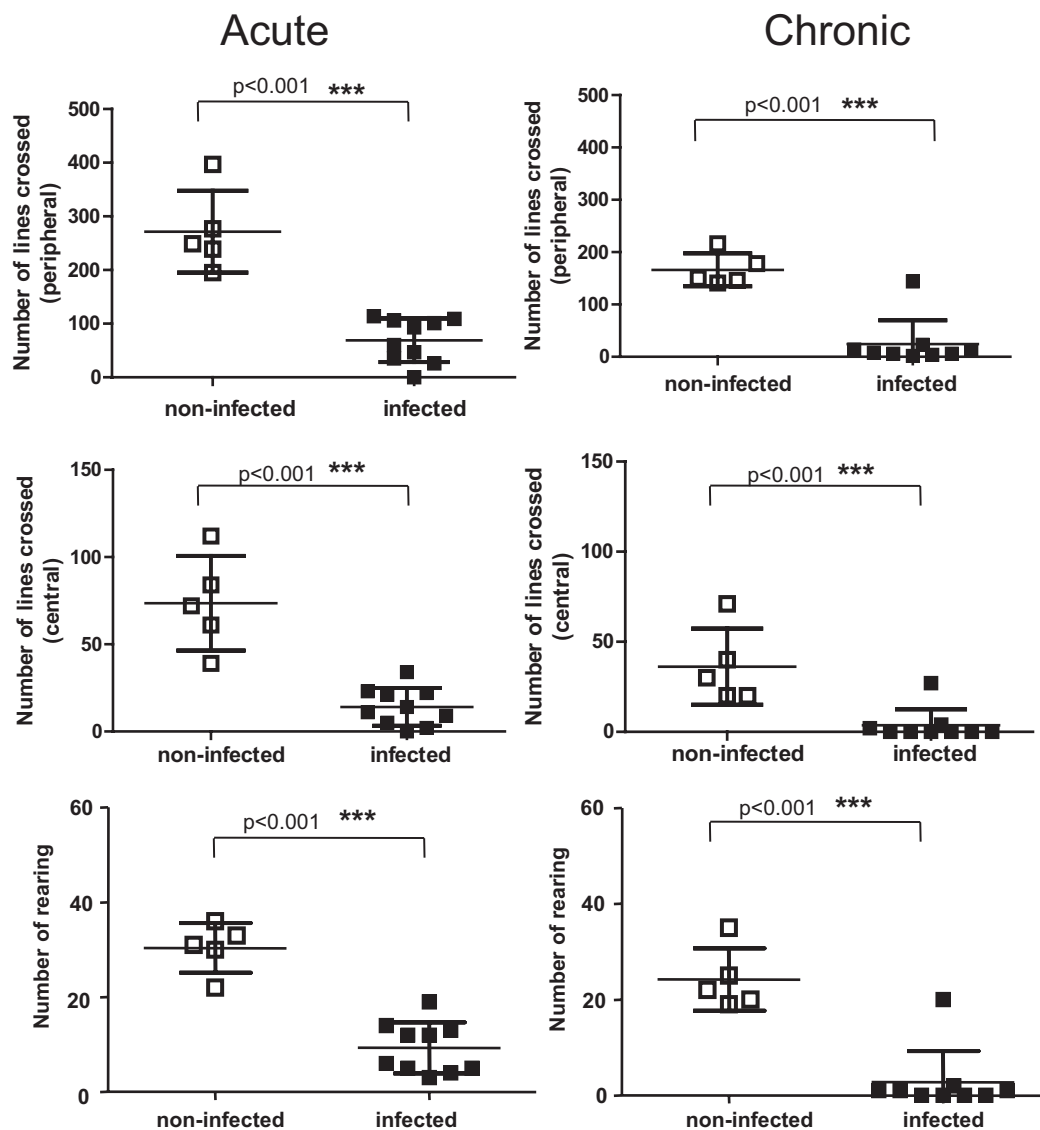 Acute
Chronic
p<0.001 ***
Number of lines crossed
(peripheral)
500
400
300
200
100
0
non-infected
infected
p<0.001 ***
Number of lines crossed
(peripheral)
500
400
300
200
100
0
non-infected
infected
p<0.001 ***
Number of lines crossed
(central)
150
100
50
0
non-infected
infected
p<0.001 ***
Number of lines crossed
(central)
150
100
50
0
non-infected
infected
p<0.001 ***
Number of rearing
60
40
20
0
non-infected
infected
p<0.001 ***
Number of rearing
60
40
20
0
non-infected
infected